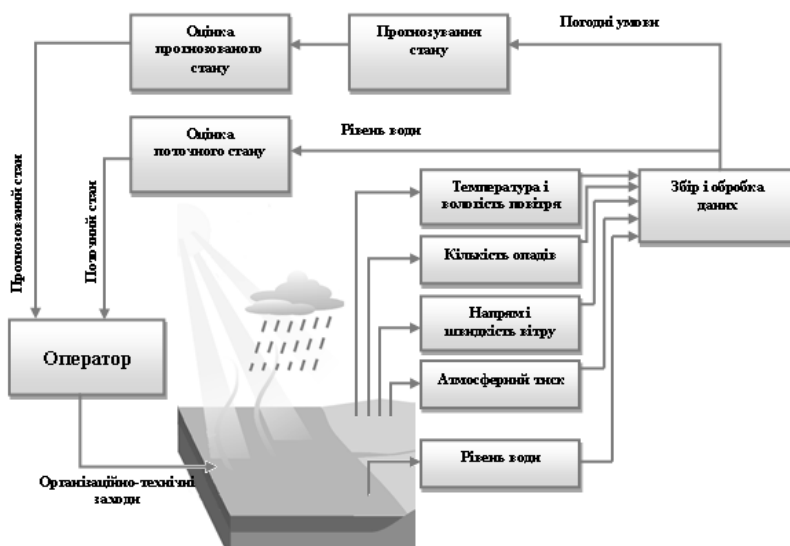 Оцінка
прогнозованого
стану
Прогнозування
стану
Погодні умови
Оцінка
поточного стану
Рівень води
Прогнозований стан
Поточний стан
Температура і
вологість повітря
Збір і обробка
даних
Кількість опадів
Напрям і
швидкість вітру
Оператор
Атмосферний тиск
Рівень води
Організаційно-технічні
заходи